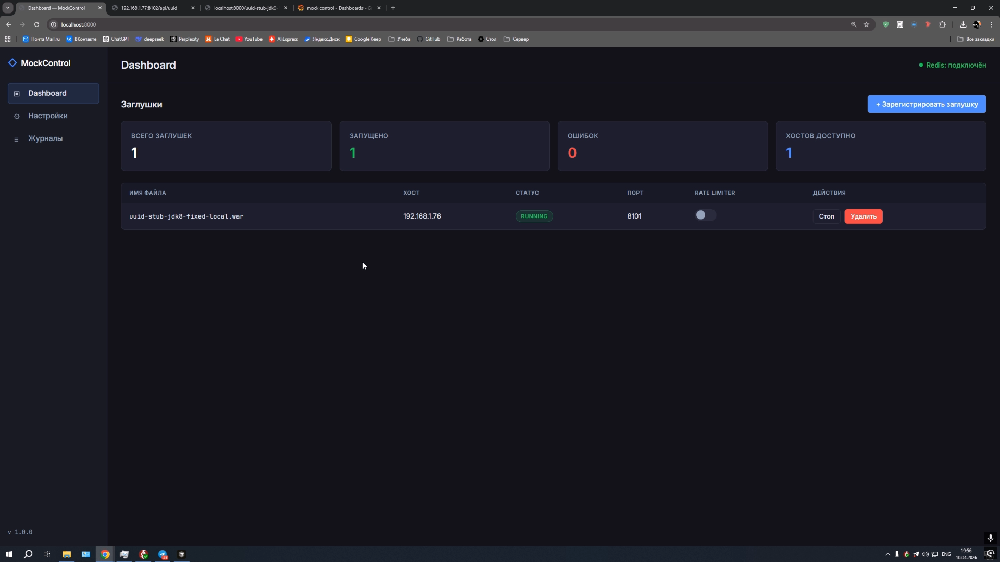 Dashboard — MockControl
192.168.1.77:8102/api/uuid
localhost:8000/uuid-stub-jdk8-
mock control - Dashboards - G
localhost:8000
Почта Mail.ru
ВКонтакте
ChatGPT
deepseek
Perplexity
Le Chat
YouTube
AliExpress
Яндекс.Диск
Google Keep
Учеба
GitHub
Работа
Стол
Сервер
Все закладки
MockControl
Dashboard
Настройки
Журналы
Dashboard
Redis: подключён
Заглушки
+ Зарегистрировать заглушку
ВСЕГО ЗАГЛУШЕК
1
ЗАПУЩЕНО
1
ОШИБОК
0
ХОСТОВ ДОСТУПНО
1
ИМЯ ФАЙЛА ХОСТ СТАТУС ПОРТ RATE LIMITER ДЕЙСТВИЯ
uuid-stub-jdk8-fixed-local.war 192.168.1.76 RUNNING 8101 Стоп Удалить
v 1.0.0
ENG
19:56
10.04.2026